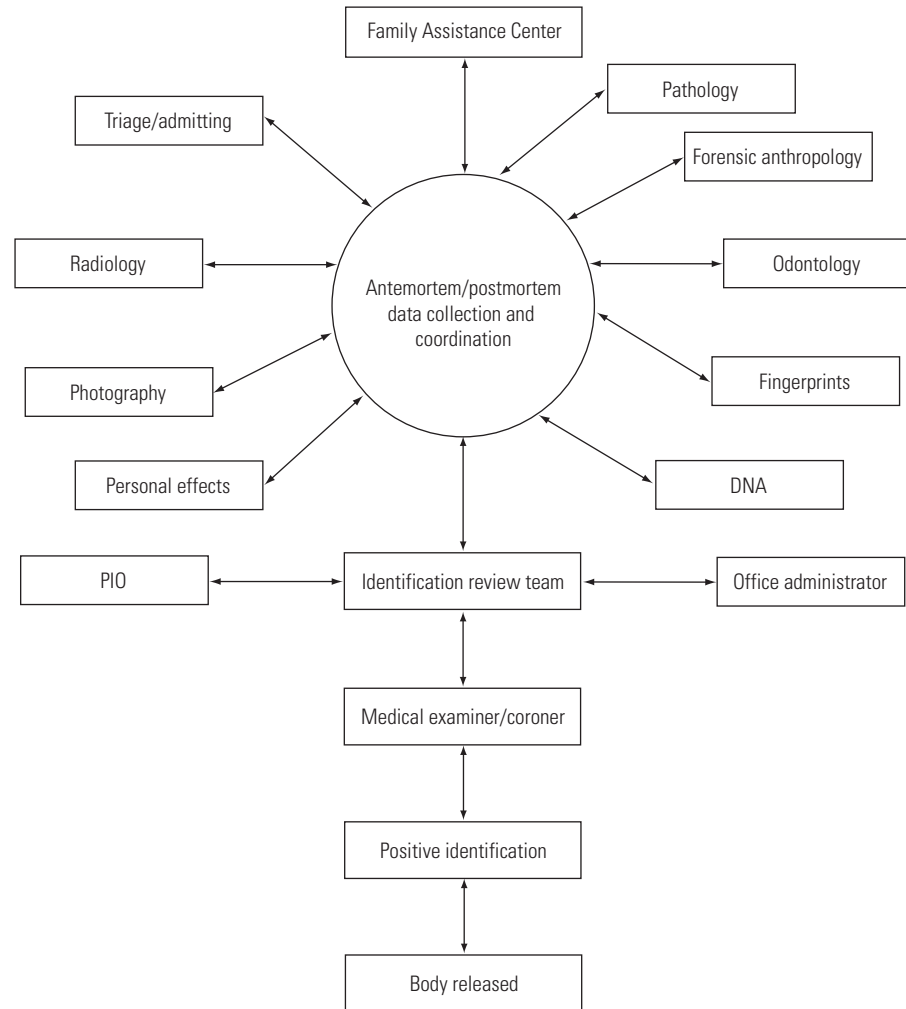 Family Assistance Center
Pathology
Triage/admitting
Forensic anthropology
Radiology
Antemortem/postmortem
data collection and
coordination
Odontology
Photography
Fingerprints
Personal effects
DNA
PIO
Identification review team
Office administrator
Medical examiner/coroner
Positive identification
Body released